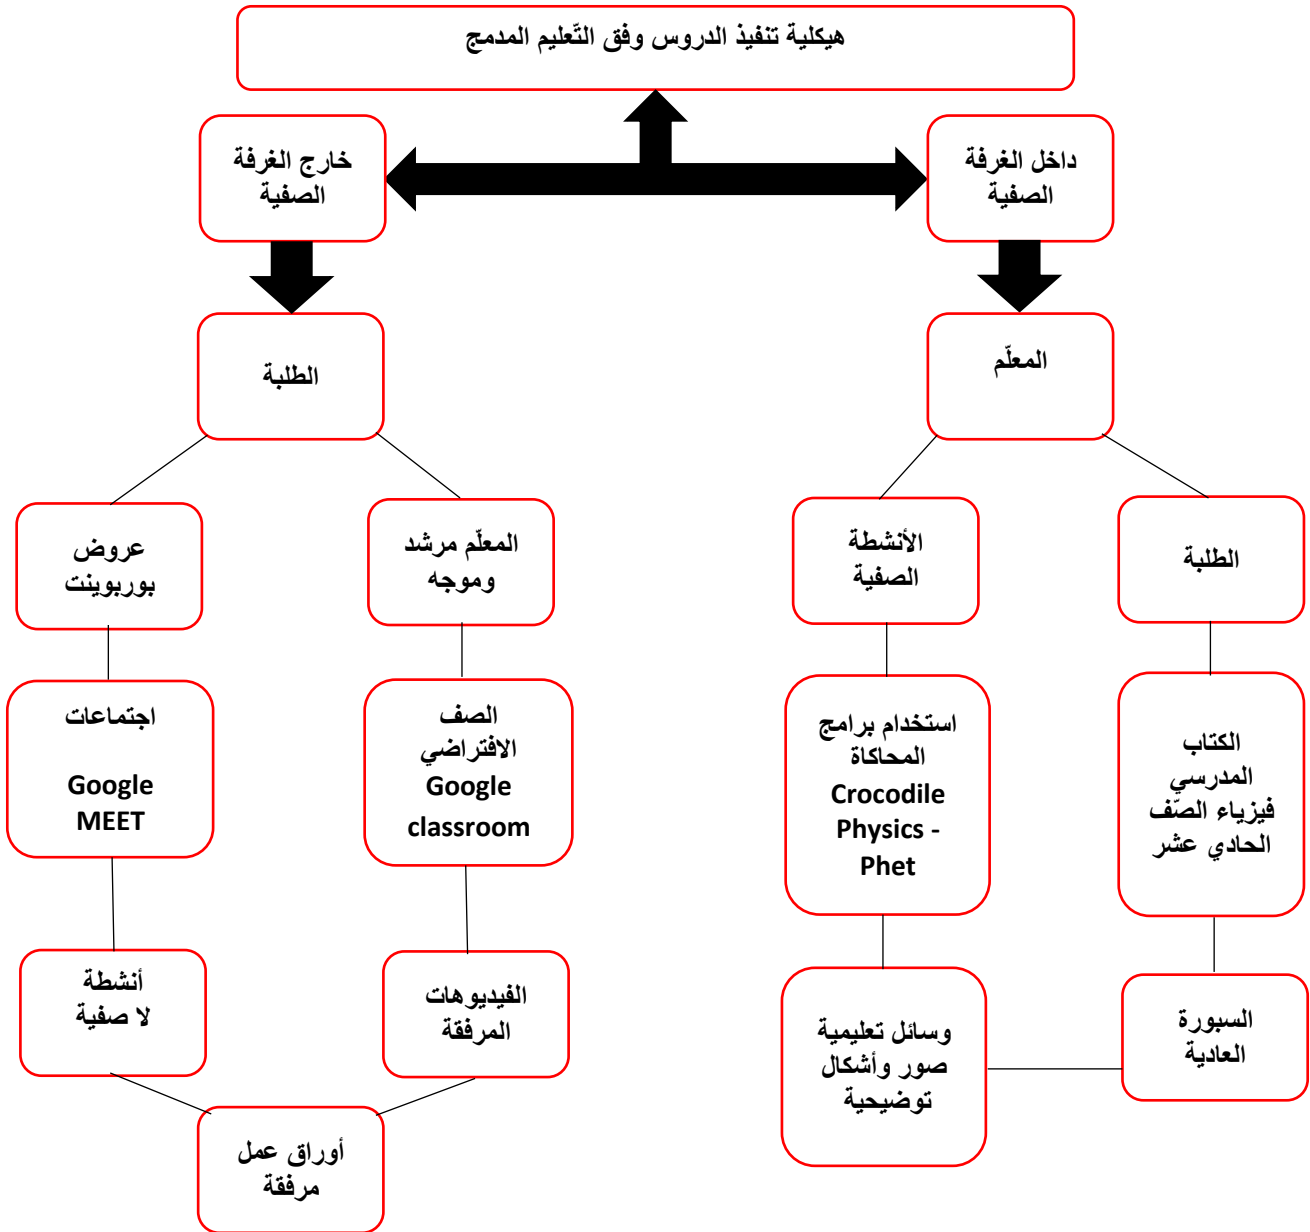 هيكلية تنفيذ الدروس وفق التّعليم المدمج
داخل الغرفة
الصفية
خارج الغرفة
الصفية
المعلّم
الطلبة
الطلبة
الأنشطة
الصفية
المعلّم مرشد
وموجه
عروض
بوربوينت
الكتاب
المدرسي
فيزياء الصّف
الحادي عشر
استخدام برامج
المحاكاة
Crocodile
Physics -
Phet
الصف
الافتراضي
Google
classroom
اجتماعات
Google
MEET
السبورة
العادية
وسائل تعليمية
صور وأشكال
توضيحية
الفيديوهات
المرفقة
أنشطة
لا صفية
أوراق عمل
مرفقة